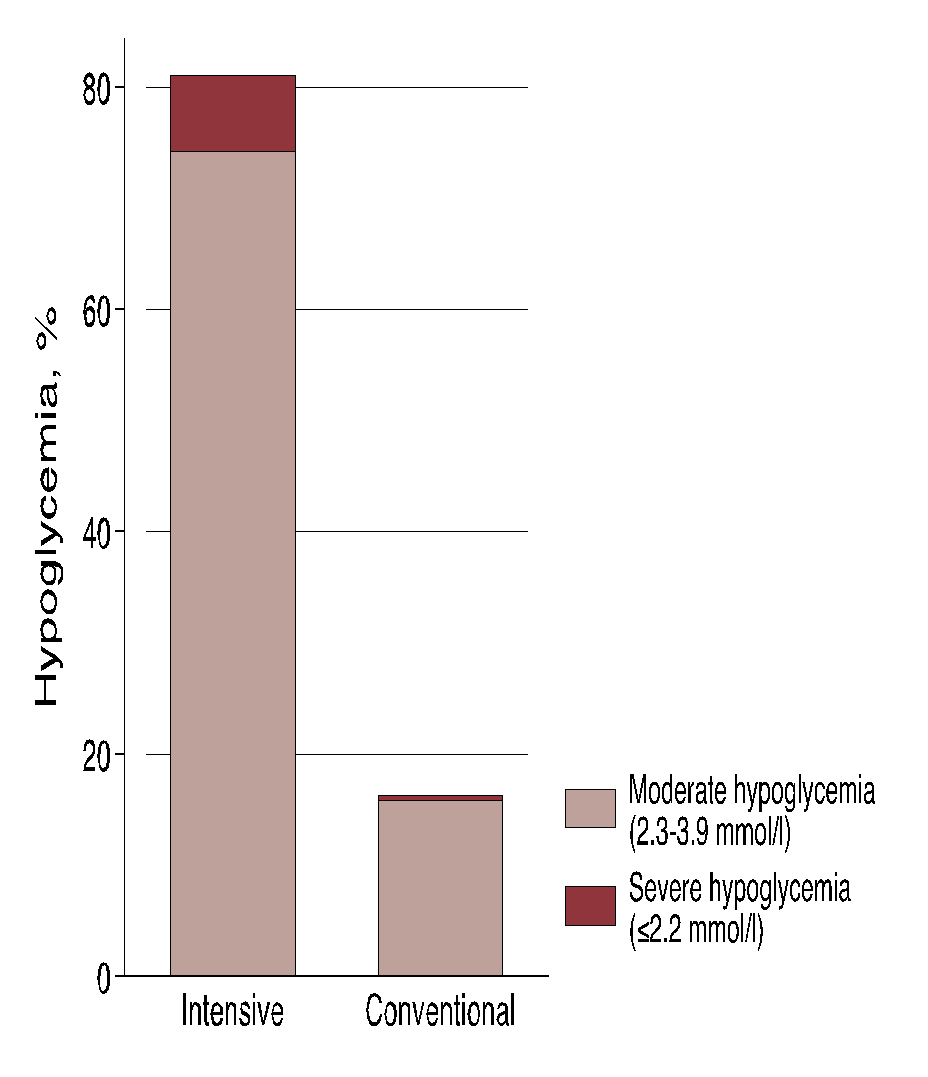 Hypoglycemia, %
80
60
40
20
0
Intensive
Conventional
Moderate hypoglycemia
(2.3-3.9 mmol/l)
Severe hypoglycemia
(≤2.2 mmol/l)